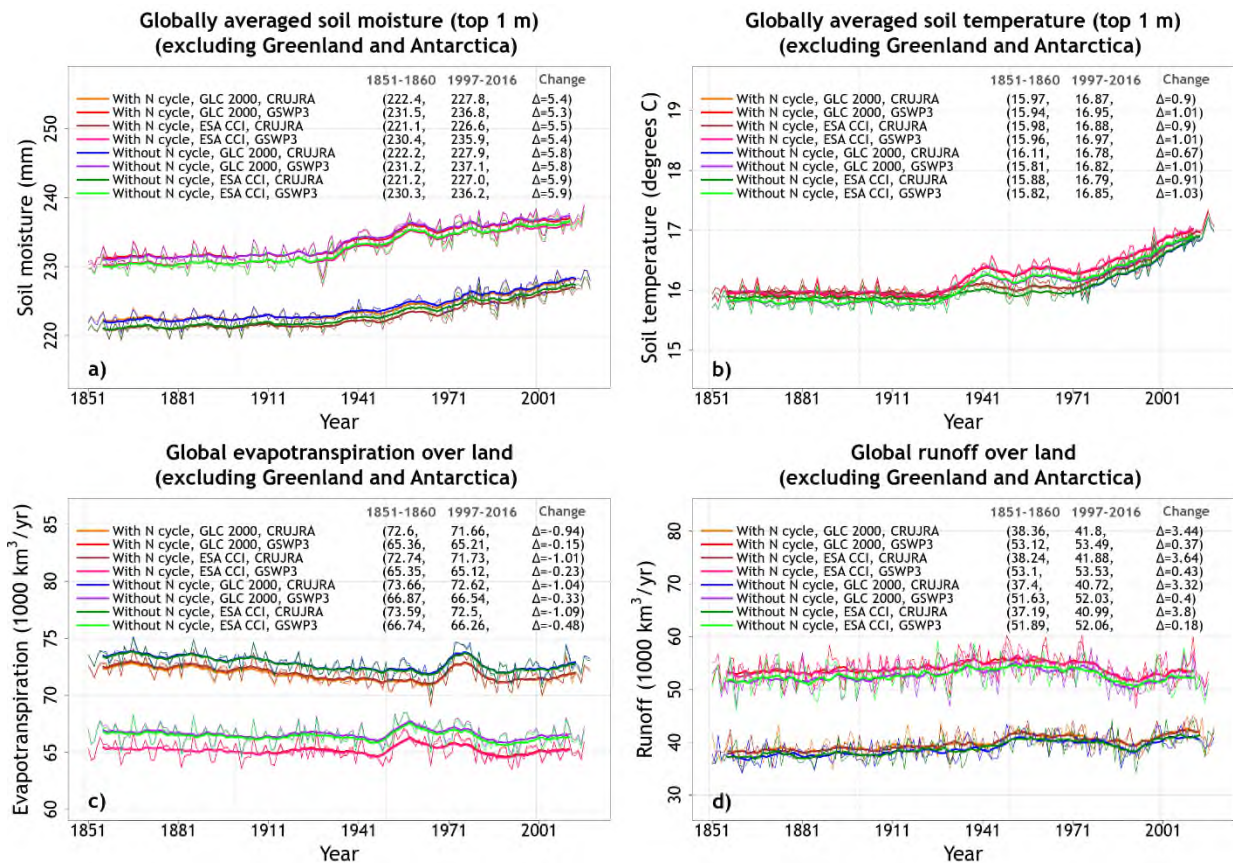 Globally averaged soil moisture (top 1 m)
(excluding Greenland and Antarctica)
1851-1860 1997-2016 Change
With N cycle, GLC 2000, CRUJRA (222.4, 227.8, Δ=5.4)
With N cycle, GLC 2000, GSWP3 (231.5, 236.8, Δ=5.3)
With N cycle, ESA CCI, CRUJRA (221.1, 226.6, Δ=5.5)
With N cycle, ESA CCI, GSWP3 (230.4, 235.9, Δ=5.4)
Without N cycle, GLC 2000, CRUJRA (222.2, 227.9, Δ=5.8)
Without N cycle, GLC 2000, GSWP3 (231.2, 237.1, Δ=5.8)
Without N cycle, ESA CCI, CRUJRA (221.2, 227.0, Δ=5.9)
Without N cycle, ESA CCI, GSWP3 (230.3, 236.2, Δ=5.9)
Soil moisture (mm)
250
240
230
220
a)
1851 1881 1911 1941 1971 2001
Year
Globally averaged soil temperature (top 1 m)
(excluding Greenland and Antarctica)
1851-1860 1997-2016 Change
With N cycle, GLC 2000, CRUJRA (15.97, 16.87, Δ=0.9)
With N cycle, GLC 2000, GSWP3 (15.94, 16.95, Δ=1.01)
With N cycle, ESA CCI, CRUJRA (15.98, 16.88, Δ=0.9)
With N cycle, ESA CCI, GSWP3 (15.96, 16.97, Δ=1.01)
Without N cycle, GLC 2000, CRUJRA (16.11, 16.78, Δ=0.67)
Without N cycle, GLC 2000, GSWP3 (15.81, 16.82, Δ=1.01)
Without N cycle, ESA CCI, CRUJRA (15.88, 16.79, Δ=0.91)
Without N cycle, ESA CCI, GSWP3 (15.82, 16.85, Δ=1.03)
Soil temperature (degrees C)
19
18
17
16
15
b)
1851 1881 1911 1941 1971 2001
Year
Global evapotranspiration over land
(excluding Greenland and Antarctica)
1851-1860 1997-2016 Change
With N cycle, GLC 2000, CRUJRA (72.6, 71.66, Δ=-0.94)
With N cycle, GLC 2000, GSWP3 (65.36, 65.21, Δ=-0.15)
With N cycle, ESA CCI, CRUJRA (72.74, 71.73, Δ=-1.01)
With N cycle, ESA CCI, GSWP3 (65.35, 65.12, Δ=-0.23)
Without N cycle, GLC 2000, CRUJRA (73.66, 72.62, Δ=-1.04)
Without N cycle, GLC 2000, GSWP3 (66.87, 66.54, Δ=-0.33)
Without N cycle, ESA CCI, CRUJRA (73.59, 72.5, Δ=-1.09)
Without N cycle, ESA CCI, GSWP3 (66.74, 66.26, Δ=-0.48)
Evapotranspiration (1000 km³/yr)
85
80
75
70
65
60
c)
1851 1881 1911 1941 1971 2001
Year
Global runoff over land
(excluding Greenland and Antarctica)
1851-1860 1997-2016 Change
With N cycle, GLC 2000, CRUJRA (38.36, 41.8, Δ=3.44)
With N cycle, GLC 2000, GSWP3 (53.12, 53.49, Δ=0.37)
With N cycle, ESA CCI, CRUJRA (38.24, 41.88, Δ=3.64)
With N cycle, ESA CCI, GSWP3 (53.1, 53.53, Δ=0.43)
Without N cycle, GLC 2000, CRUJRA (37.4, 40.72, Δ=3.32)
Without N cycle, GLC 2000, GSWP3 (51.63, 52.03, Δ=0.4)
Without N cycle, ESA CCI, CRUJRA (37.19, 40.99, Δ=3.8)
Without N cycle, ESA CCI, GSWP3 (51.89, 52.06, Δ=0.18)
Runoff (1000 km³/yr)
80
70
60
50
40
30
d)
1851 1881 1911 1941 1971 2001
Year